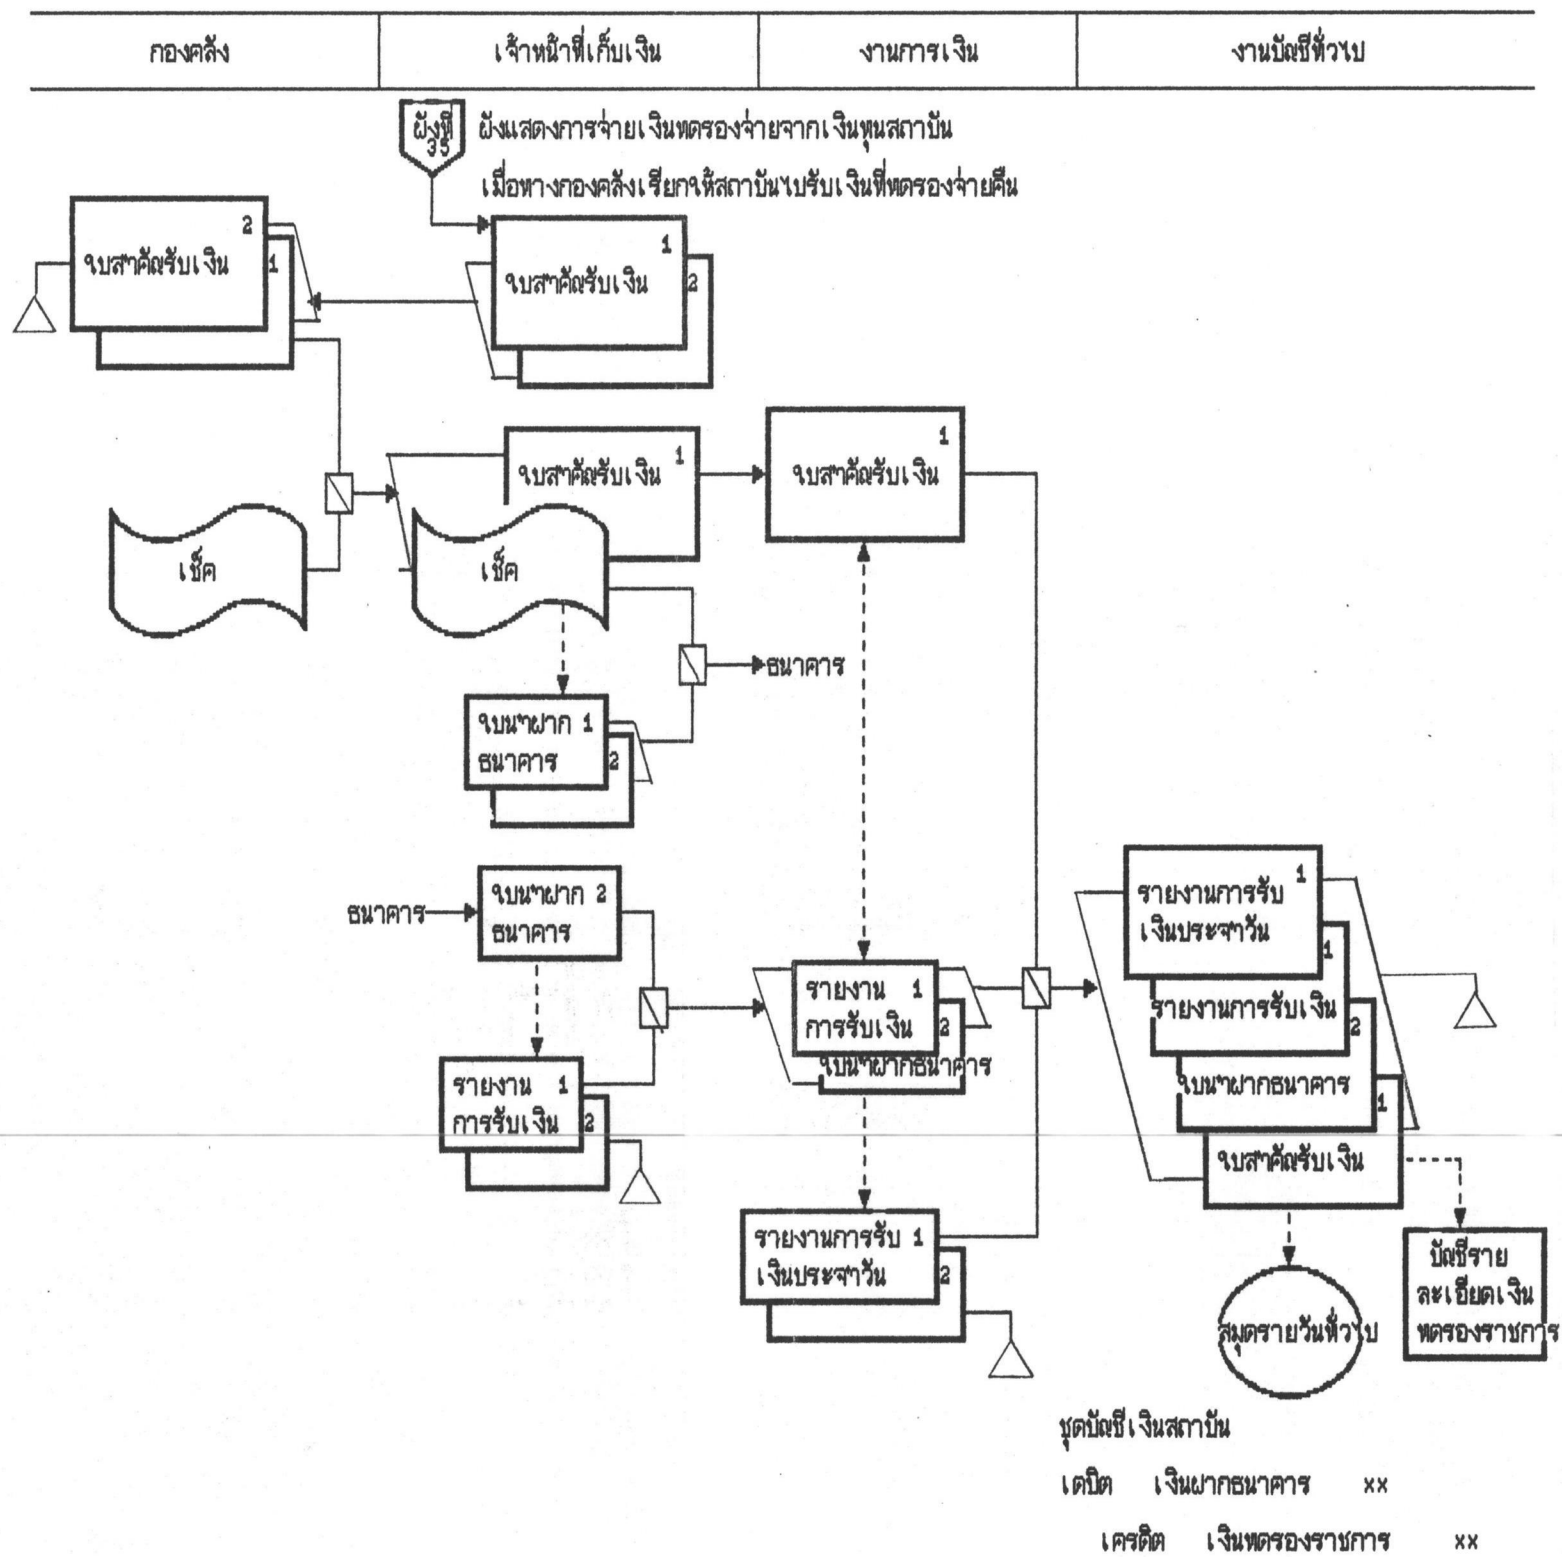 กองคลัง
เจ้าหน้าที่เก็บเงิน
งานการเงิน
งานบัญชีทั่วไป
ผังที่
35
ผังแสดงการจ่ายเงินทดรองจ่ายจากเงินทุนสถาบัน
เมื่อทางกองคลังเรียกให้สถาบันไปรับเงินที่ทดรองจ่ายคืน
2
ใบสำคัญรับเงิน
1
1
ใบสำคัญรับเงิน
2
1
ใบสำคัญรับเงิน
1
ใบสำคัญรับเงิน
เช็ค
เช็ค
ธนาคาร
ใบนำฝาก 1
ธนาคาร
2
ธนาคาร
ใบนำฝาก 2
ธนาคาร
รายงาน 1
การรับเงิน
2
รายงาน 1
การรับเงิน
2
ใบนำฝากธนาคาร
รายงานการรับ 1
เงินประจำวัน
2
1
รายงานการรับ
เงินประจำวัน
1
รายงานการรับเงิน
2
ใบนำฝากธนาคาร
1
ใบสำคัญรับเงิน
สมุดรายวันทั่วไป
บัญชีราย
ละเอียดเงิน
ทดรองราชการ
ชุดบัญชีเงินสถาบัน
เดบิต เงินฝากธนาคาร xx
เครดิต เงินทดรองราชการ xx